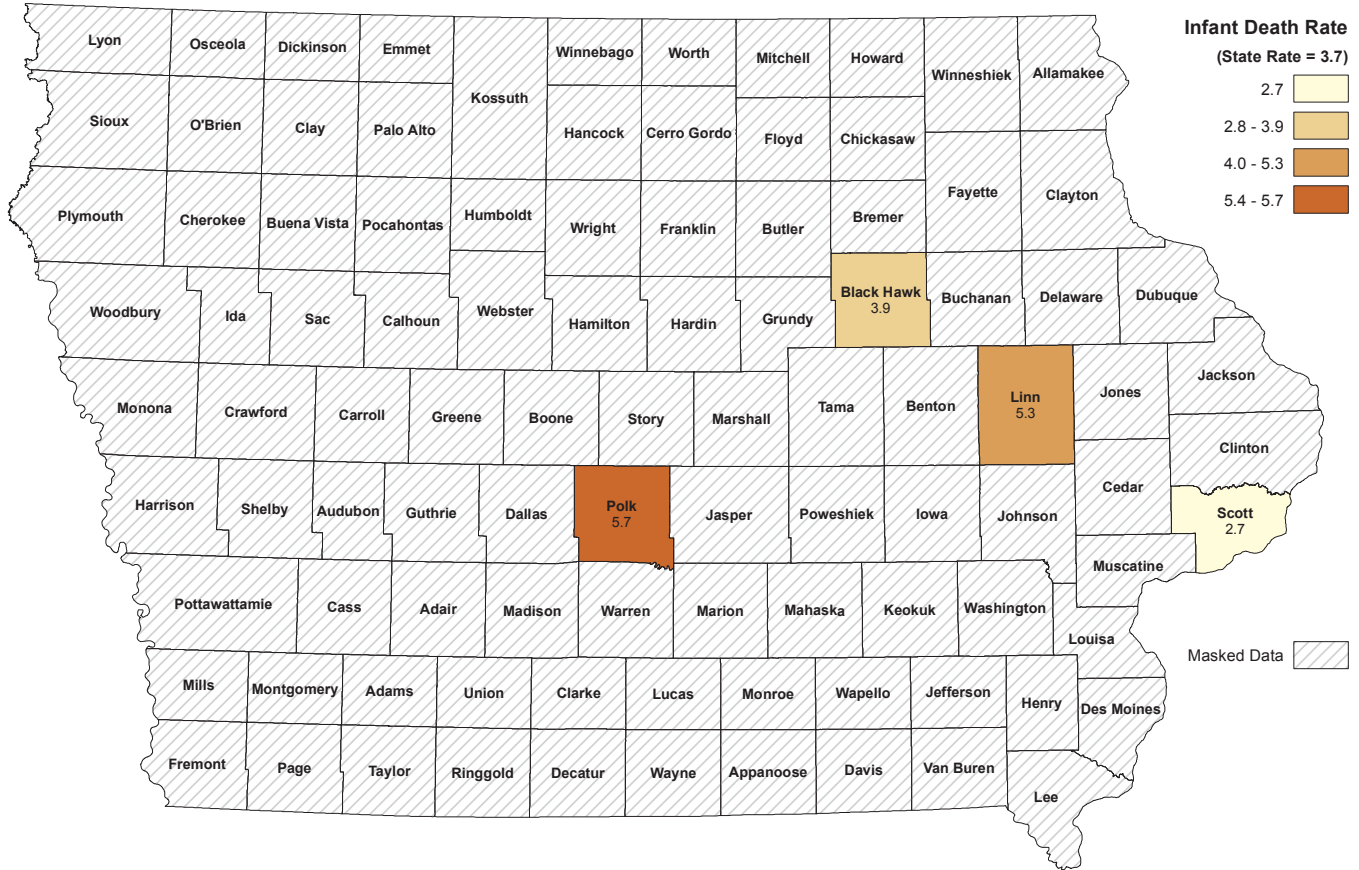 Infant Death Rate
(State Rate = 3.7)
2.7
2.8 - 3.9
4.0 - 5.3
5.4 - 5.7
Masked Data
Lyon
Osceola
Dickinson
Emmet
Kossuth
Winnebago
Worth
Mitchell
Howard
Winneshiek
Allamakee
Sioux
O'Brien
Clay
Palo Alto
Hancock
Cerro Gordo
Floyd
Chickasaw
Fayette
Clayton
Plymouth
Cherokee
Buena Vista
Pocahontas
Humboldt
Wright
Franklin
Butler
Bremer
Woodbury
Ida
Sac
Calhoun
Webster
Hamilton
Hardin
Grundy
Black Hawk
3.9
Buchanan
Delaware
Dubuque
Monona
Crawford
Carroll
Greene
Boone
Story
Marshall
Tama
Benton
Linn
5.3
Jones
Jackson
Clinton
Harrison
Shelby
Audubon
Guthrie
Dallas
Polk
5.7
Jasper
Poweshiek
Iowa
Johnson
Cedar
Scott
2.7
Muscatine
Pottawattamie
Cass
Adair
Madison
Warren
Marion
Mahaska
Keokuk
Washington
Louisa
Mills
Montgomery
Adams
Union
Clarke
Lucas
Monroe
Wapello
Jefferson
Henry
Des Moines
Fremont
Page
Taylor
Ringgold
Decatur
Wayne
Appanoose
Davis
Van Buren
Lee